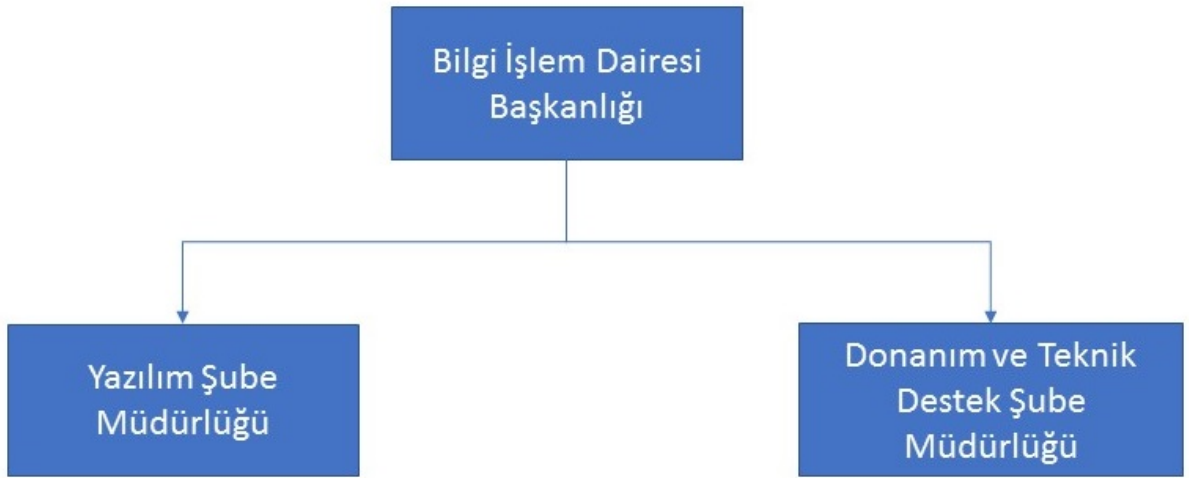 Bilgi İşlem Dairesi
Başkanlığı
Yazılım Şube
Müdürlüğü
Donanım ve Teknik
Destek Şube
Müdürlüğü